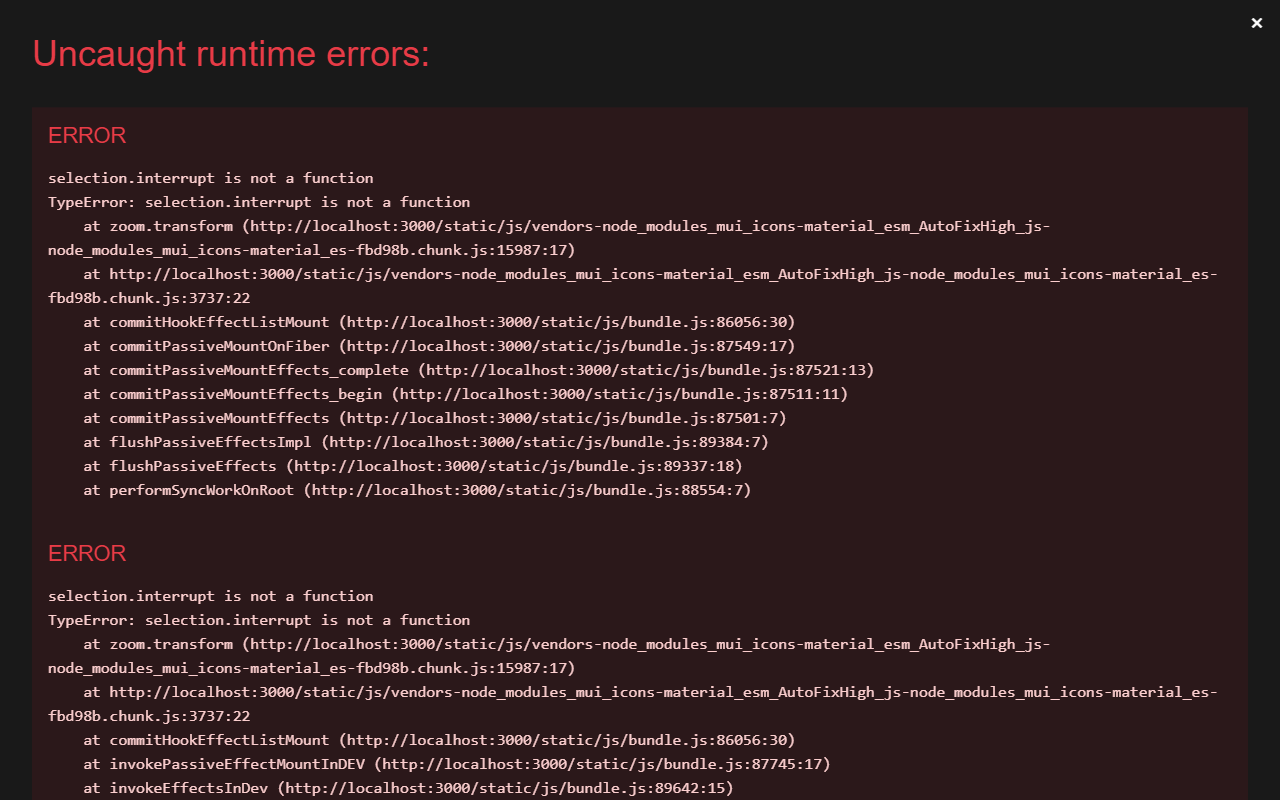 ×
Uncaught runtime errors:
ERROR
selection.interrupt is not a function
TypeError: selection.interrupt is not a function
    at zoom.transform (http://localhost:3000/static/js/vendors-node_modules_mui_icons-material_esm_AutoFixHigh_js-
node_modules_mui_icons-material_es-fbd98b.chunk.js:15987:17)
    at http://localhost:3000/static/js/vendors-node_modules_mui_icons-material_esm_AutoFixHigh_js-node_modules_mui_icons-material_es-
fbd98b.chunk.js:3737:22
    at commitHookEffectListMount (http://localhost:3000/static/js/bundle.js:86056:30)
    at commitPassiveMountOnFiber (http://localhost:3000/static/js/bundle.js:87549:17)
    at commitPassiveMountEffects_complete (http://localhost:3000/static/js/bundle.js:87521:13)
    at commitPassiveMountEffects_begin (http://localhost:3000/static/js/bundle.js:87511:11)
    at commitPassiveMountEffects (http://localhost:3000/static/js/bundle.js:87501:7)
    at flushPassiveEffectsImpl (http://localhost:3000/static/js/bundle.js:89384:7)
    at flushPassiveEffects (http://localhost:3000/static/js/bundle.js:89337:18)
    at performSyncWorkOnRoot (http://localhost:3000/static/js/bundle.js:88554:7)
ERROR
selection.interrupt is not a function
TypeError: selection.interrupt is not a function
    at zoom.transform (http://localhost:3000/static/js/vendors-node_modules_mui_icons-material_esm_AutoFixHigh_js-
node_modules_mui_icons-material_es-fbd98b.chunk.js:15987:17)
    at http://localhost:3000/static/js/vendors-node_modules_mui_icons-material_esm_AutoFixHigh_js-node_modules_mui_icons-material_es-
fbd98b.chunk.js:3737:22
    at commitHookEffectListMount (http://localhost:3000/static/js/bundle.js:86056:30)
    at invokePassiveEffectMountInDEV (http://localhost:3000/static/js/bundle.js:87745:17)
    at invokeEffectsInDev (http://localhost:3000/static/js/bundle.js:89642:15)